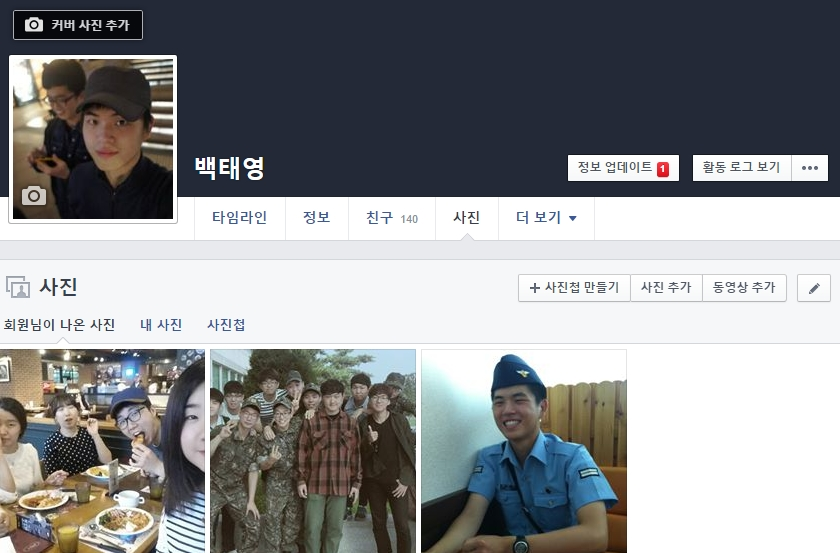 커버 사진 추가
백태영
정보 업데이트 1
활동 로그 보기
타임라인
정보
친구 140
사진
더 보기
사진
+ 사진첩 만들기
사진 추가
동영상 추가
회원님이 나온 사진
내 사진
사진첩